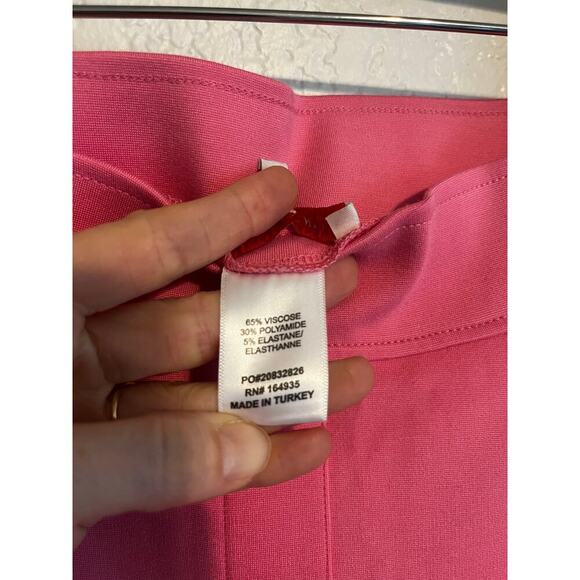 65% VISCOSE
30% POLYAMIDE
5% ELASTANE/
ELASTHANNE
PO#20832826
RN# 164935
MADE IN TURKEY